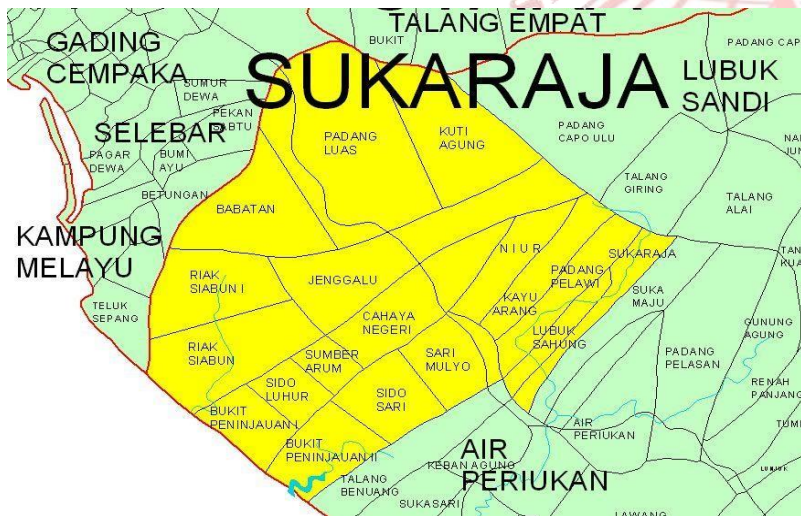 TALANG EMPAT
BUKIT
GADING
CEMPAKA
PADANG CAP
SUKARAJA
LUBUK
SANDI
SUMUR
DEWA
PEKAN
SABTU
SELEBAR
PADANG
LUAS
KUTI
AGUNG
PADANG
CAPO ULU
PAGAR
DEWA
BUMI
AYU
BETUNGAN
TALANG
GIRING
TALANG
ALAI
BABATAN
KAMPUNG
MELAYU
NIUR
SUKARAJA
RIAK
SIABUN I
JENGGALU
PADANG
PELAWI
SUKA
MAJU
TELUK
SEPANG
KAYU
ARANG
CAHAYA
NEGERI
LUBUK
SAHUNG
GUNUNG
AGUNG
RIAK
SIABUN
SUMBER
ARUM
SARI
MULYO
PADANG
PELASAN
SIDO
LUHUR
SIDO
SARI
RENAH
PANJANG
BUKIT
PENINJAUAN I
AIR
PERIUKAN
TUMI
BUKIT
PENINJAUAN II
AIR
PERIUKAN
KEBAN AGUNG
LUNJUK
TALANG
BENUANG
SUKASARI
LAWANG